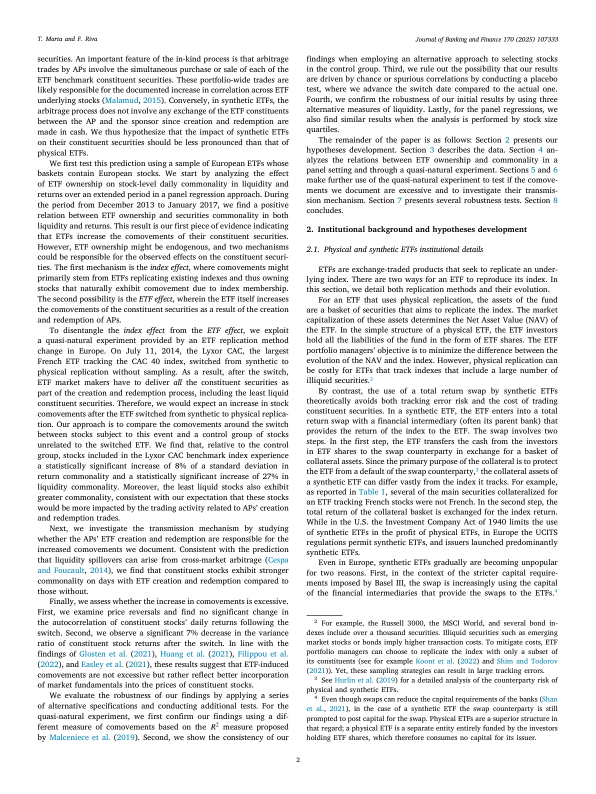 T. Marta and F. Riva
Journal of Banking and Finance 170 (2025) 107333
securities. An important feature of the in-kind process is that arbitrage
trades by APs involve the simultaneous purchase or sale of each of the
ETF benchmark constituent securities. These portfolio-wide trades are
likely responsible for the documented increase in correlation across ETF
underlying stocks (Malamud, 2015). Conversely, in synthetic ETFs, the
arbitrage process does not involve any exchange of the ETF constituents
between the AP and the sponsor since creation and redemption are
made in cash. We thus hypothesize that the impact of synthetic ETFs
on their constituent securities should be less pronounced than that of
physical ETFs.
We first test this prediction using a sample of European ETFs whose
baskets contain European stocks. We start by analyzing the effect
of ETF ownership on stock-level daily commonality in liquidity and
returns over an extended period in a panel regression approach. During
the period from December 2013 to January 2017, we find a positive
relation between ETF ownership and securities commonality in both
liquidity and returns. This result is our first piece of evidence indicating
that ETFs increase the comovements of their constituent securities.
However, ETF ownership might be endogenous, and two mechanisms
could be responsible for the observed effects on the constituent securi-
ties. The first mechanism is the index effect, where comovements might
primarily stem from ETFs replicating existing indexes and thus owning
stocks that naturally exhibit comovement due to index membership.
The second possibility is the ETF effect, wherein the ETF itself increases
the comovements of the constituent securities as a result of the creation
and redemption of APs.
To disentangle the index effect from the ETF effect, we exploit
a quasi-natural experiment provided by an ETF replication method
change in Europe. On July 11, 2014, the Lyxor CAC, the largest
French ETF tracking the CAC 40 index, switched from synthetic to
physical replication without sampling. As a result, after the switch,
ETF market makers have to deliver all the constituent securities as
part of the creation and redemption process, including the least liquid
constituent securities. Therefore, we would expect an increase in stock
comovements after the ETF switched from synthetic to physical replica-
tion. Our approach is to compare the comovements around the switch
between stocks subject to this event and a control group of stocks
unrelated to the switched ETF. We find that, relative to the control
group, stocks included in the Lyxor CAC benchmark index experience
a statistically significant increase of 8% of a standard deviation in
return commonality and a statistically significant increase of 27% in
liquidity commonality. Moreover, the least liquid stocks also exhibit
greater commonality, consistent with our expectation that these stocks
would be more impacted by the trading activity related to APs' creation
and redemption trades.
Next, we investigate the transmission mechanism by studying
whether the APs' ETF creation and redemption are responsible for the
increased comovements we document. Consistent with the prediction
that liquidity spillovers can arise from cross-market arbitrage (Cespa
and Foucault, 2014), we find that constituent stocks exhibit stronger
commonality on days with ETF creation and redemption compared to
those without.
Finally, we assess whether the increase in comovements is excessive.
First, we examine price reversals and find no significant change in
the autocorrelation of constituent stocks' daily returns following the
switch. Second, we observe a significant 7% decrease in the variance
ratio of constituent stock returns after the switch. In line with the
findings of Glosten et al. (2021), Huang et al. (2021), Filippou et al.
(2022), and Easley et al. (2021), these results suggest that ETF-induced
comovements are not excessive but rather reflect better incorporation
of market fundamentals into the prices of constituent stocks.
We evaluate the robustness of our findings by applying a series
of alternative specifications and conducting additional tests. For the
quasi-natural experiment, we first confirm our findings using a dif-
ferent measure of comovements based on the R² measure proposed
by Malceniece et al. (2019). Second, we show the consistency of our
findings when employing an alternative approach to selecting stocks
in the control group. Third, we rule out the possibility that our results
are driven by chance or spurious correlations by conducting a placebo
test, where we advance the switch date compared to the actual one.
Fourth, we confirm the robustness of our initial results by using three
alternative measures of liquidity. Lastly, for the panel regressions, we
also find similar results when the analysis is performed by stock size
quartiles.
The remainder of the paper is as follows: Section 2 presents our
hypotheses development. Section 3 describes the data. Section 4 an-
alyzes the relations between ETF ownership and commonality in a
panel setting and through a quasi-natural experiment. Sections 5 and 6
make further use of the quasi-natural experiment to test if the comove-
ments we document are excessive and to investigate their transmis-
sion mechanism. Section 7 presents several robustness tests. Section 8
concludes.
2. Institutional background and hypotheses development
2.1. Physical and synthetic ETFs institutional details
ETFs are exchange-traded products that seek to replicate an under-
lying index. There are two ways for an ETF to reproduce its index. In
this section, we detail both replication methods and their evolution.
For an ETF that uses physical replication, the assets of the fund
are a basket of securities that aims to replicate the index. The market
capitalization of these assets determines the Net Asset Value (NAV) of
the ETF. In the simple structure of a physical ETF, the ETF investors
hold all the liabilities of the fund in the form of ETF shares. The ETF
portfolio managers' objective is to minimize the difference between the
evolution of the NAV and the index. However, physical replication can
be costly for ETFs that track indexes that include a large number of
illiquid securities.²
By contrast, the use of a total return swap by synthetic ETFs
theoretically avoids both tracking error risk and the cost of trading
constituent securities. In a synthetic ETF, the ETF enters into a total
return swap with a financial intermediary (often its parent bank) that
provides the return of the index to the ETF. The swap involves two
steps. In the first step, the ETF transfers the cash from the investors
in ETF shares to the swap counterparty in exchange for a basket of
collateral assets. Since the primary purpose of the collateral is to protect
the ETF from a default of the swap counterparty,³ the collateral assets of
a synthetic ETF can differ vastly from the index it tracks. For example,
as reported in Table 1, several of the main securities collateralized for
an ETF tracking French stocks were not French. In the second step, the
total return of the collateral basket is exchanged for the index return.
While in the U.S. the Investment Company Act of 1940 limits the use
of synthetic ETFs in the profit of physical ETFs, in Europe the UCITS
regulations permit synthetic ETFs, and issuers launched predominantly
synthetic ETFs.
Even in Europe, synthetic ETFs gradually are becoming unpopular
for two reasons. First, in the context of the stricter capital require-
ments imposed by Basel III, the swap is increasingly using the capital
of the financial intermediaries that provide the swaps to the ETFs.⁴
² For example, the Russell 3000, the MSCI World, and several bond in-
dexes include over a thousand securities. Illiquid securities such as emerging
market stocks or bonds imply higher transaction costs. To mitigate costs, ETF
portfolio managers can choose to replicate the index with only a subset of
its constituents (see for example Koont et al. (2022) and Shim and Todorov
(2021)). Yet, these sampling strategies can result in large tracking errors.
³ See Hurlin et al. (2019) for a detailed analysis of the counterparty risk of
physical and synthetic ETFs.
⁴ Even though swaps can reduce the capital requirements of the banks (Shan
et al., 2021), in the case of a synthetic ETF the swap counterparty is still
prompted to post capital for the swap. Physical ETFs are a superior structure in
that regard; a physical ETF is a separate entity entirely funded by the investors
holding ETF shares, which therefore consumes no capital for its issuer.
2